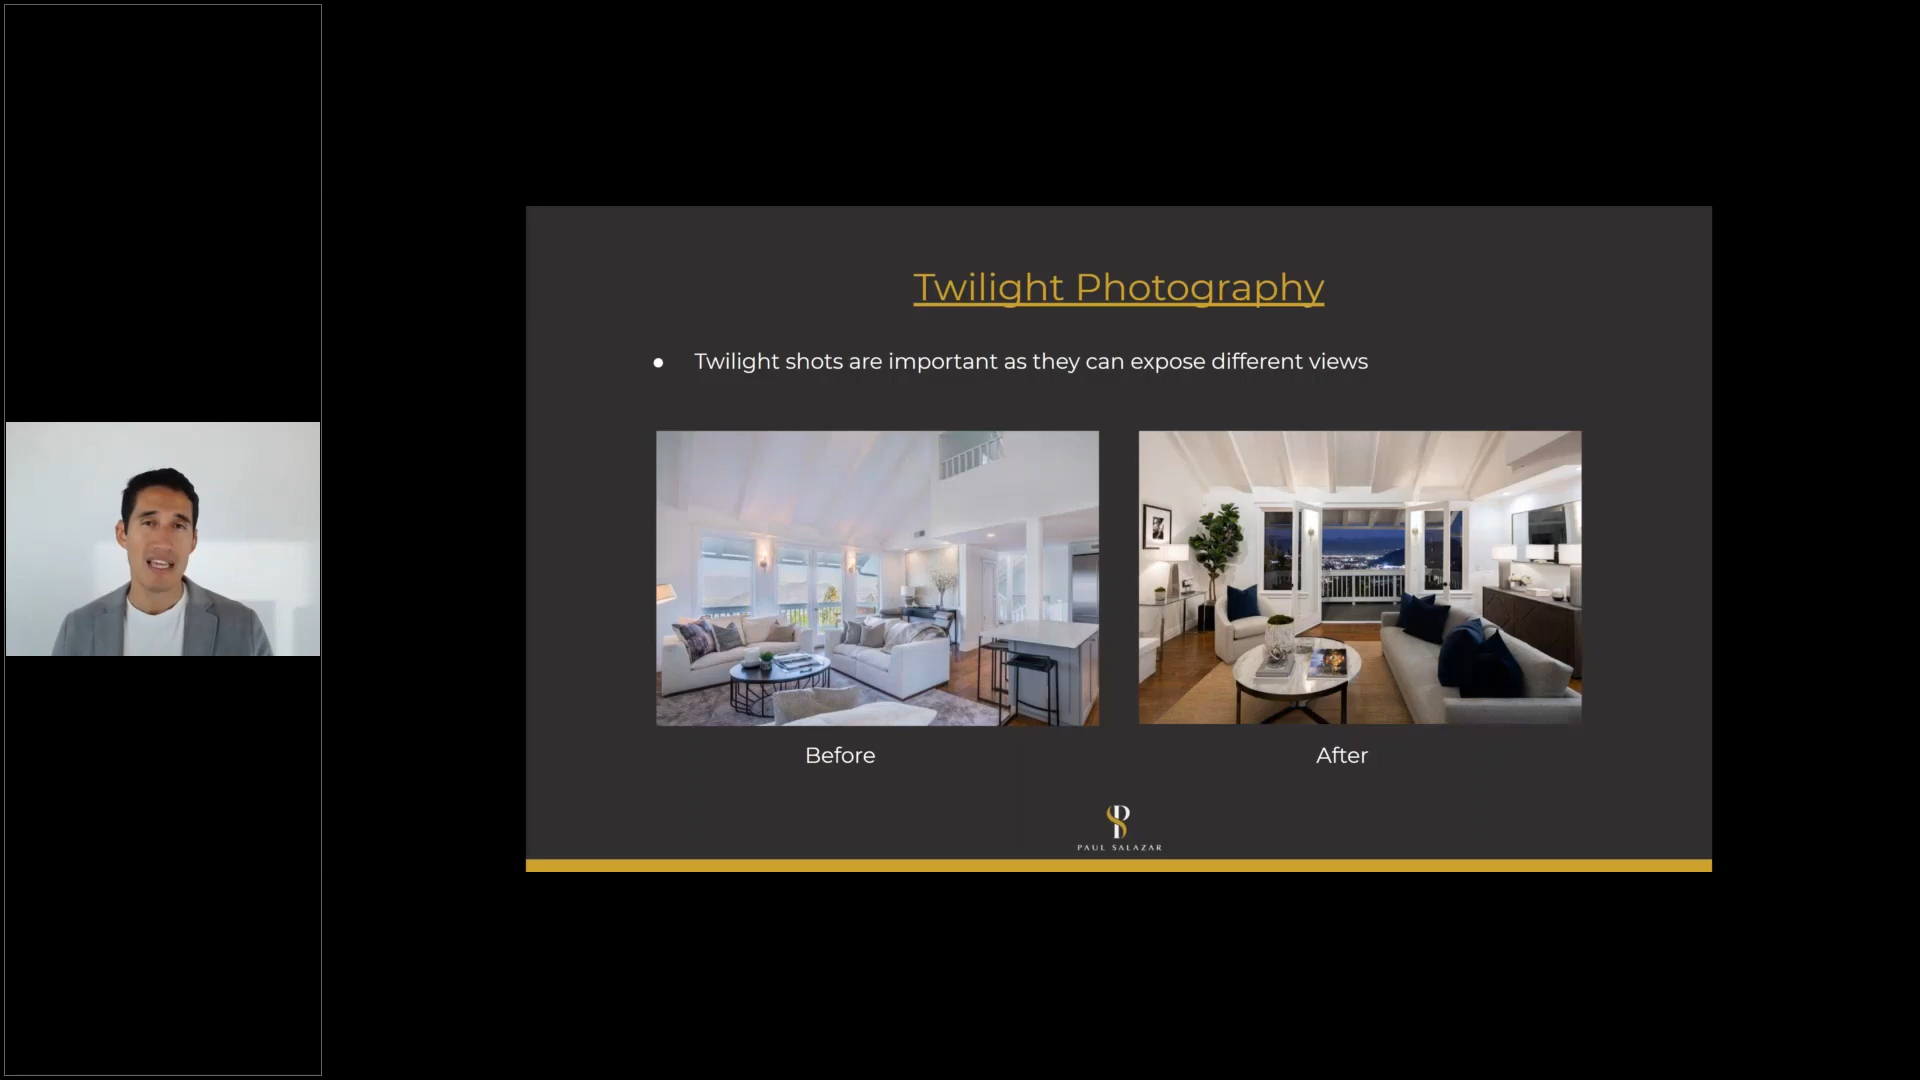 Twilight Photography
● Twilight shots are important as they can expose different views
Before
After
PAUL SALAZAR